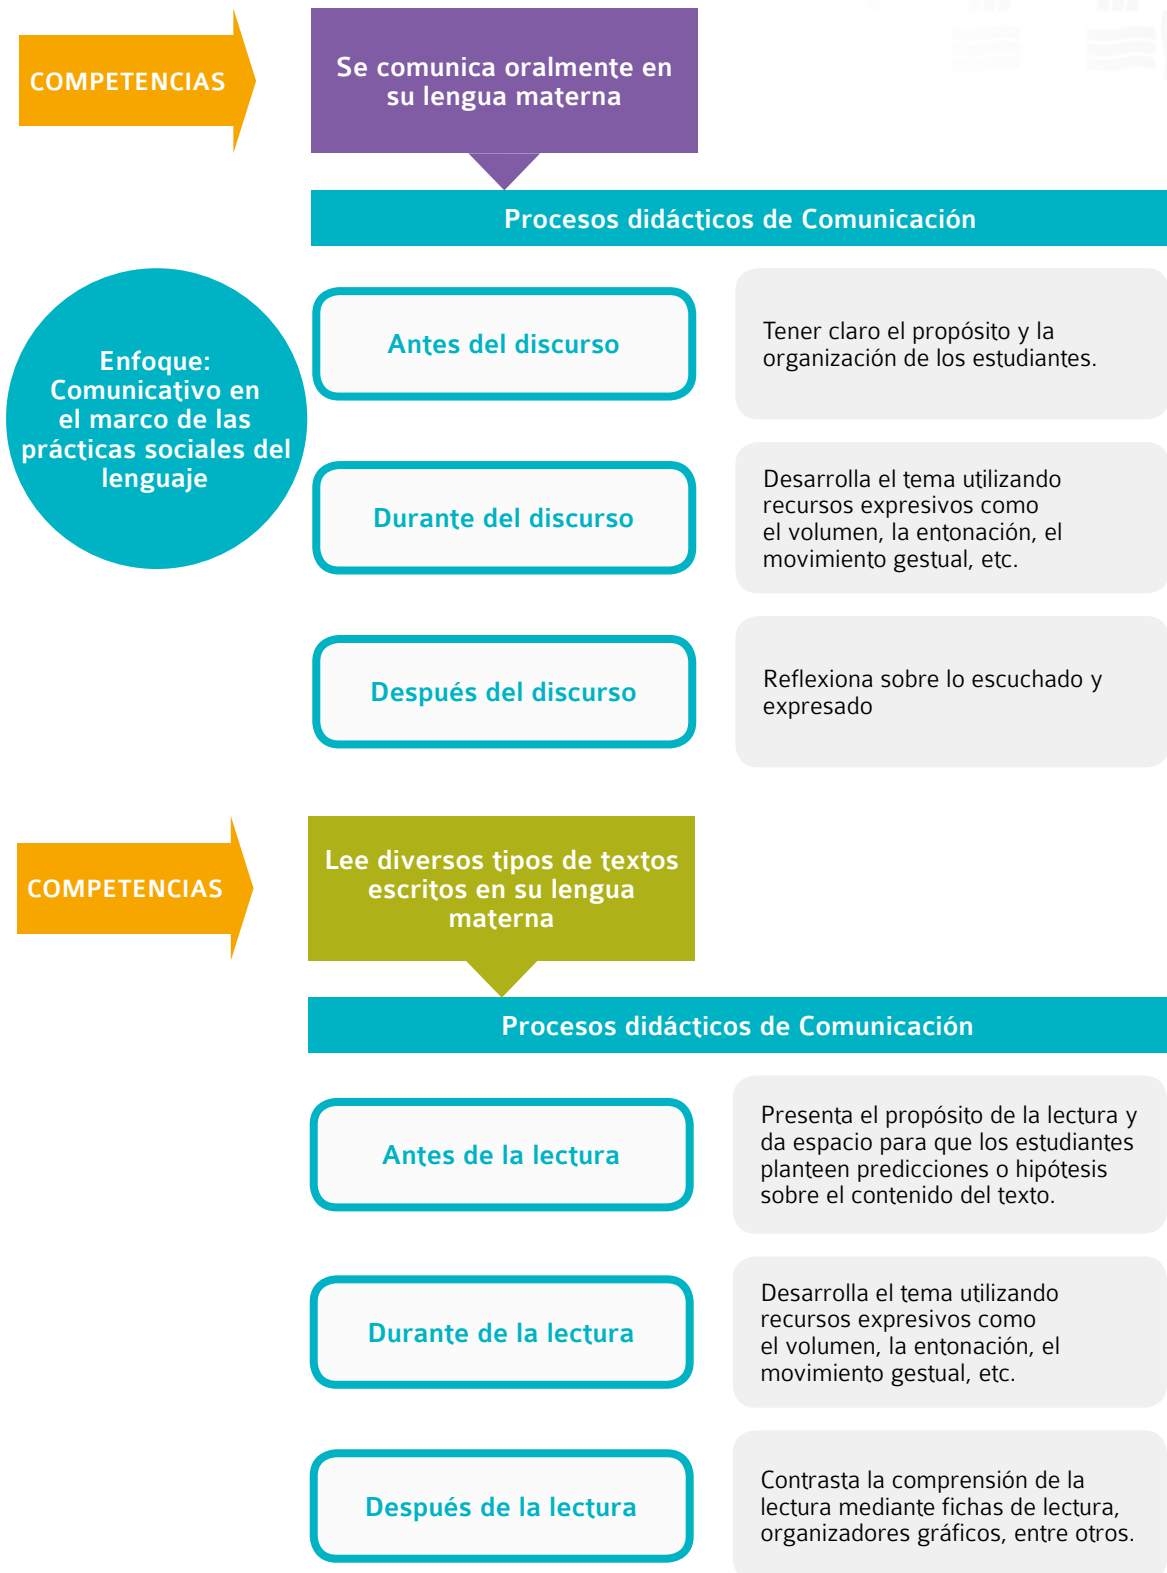 COMPETENCIAS
Se comunica oralmente en
su lengua materna
Procesos didácticos de Comunicación
Enfoque:
Comunicativo en
el marco de las
prácticas sociales del
lenguaje
Antes del discurso
Tener claro el propósito y la
organización de los estudiantes.
Durante del discurso
Desarrolla el tema utilizando
recursos expresivos como
el volumen, la entonación, el
movimiento gestual, etc.
Después del discurso
Reflexiona sobre lo escuchado y
expresado
COMPETENCIAS
Lee diversos tipos de textos
escritos en su lengua
materna
Procesos didácticos de Comunicación
Antes de la lectura
Presenta el propósito de la lectura y
da espacio para que los estudiantes
planteen predicciones o hipótesis
sobre el contenido del texto.
Durante de la lectura
Desarrolla el tema utilizando
recursos expresivos como
el volumen, la entonación, el
movimiento gestual, etc.
Después de la lectura
Contrasta la comprensión de la
lectura mediante fichas de lectura,
organizadores gráficos, entre otros.